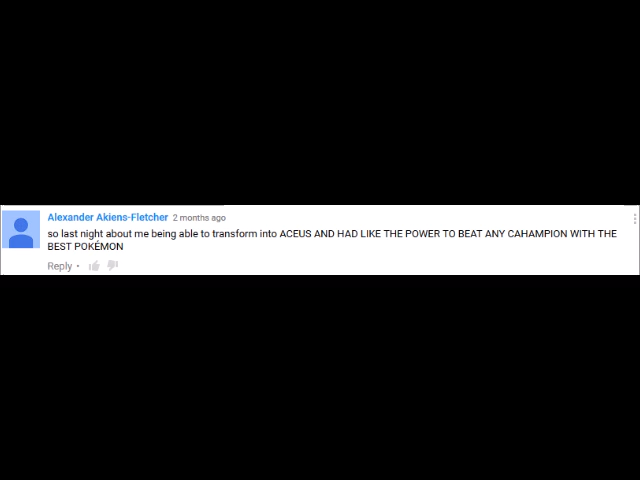 Alexander Akiens-Fletcher 2 months ago
so last night about me being able to transform into ACEUS AND HAD LIKE THE POWER TO BEAT ANY CAHAMPION WITH THE
BEST POKÉMON
Reply •